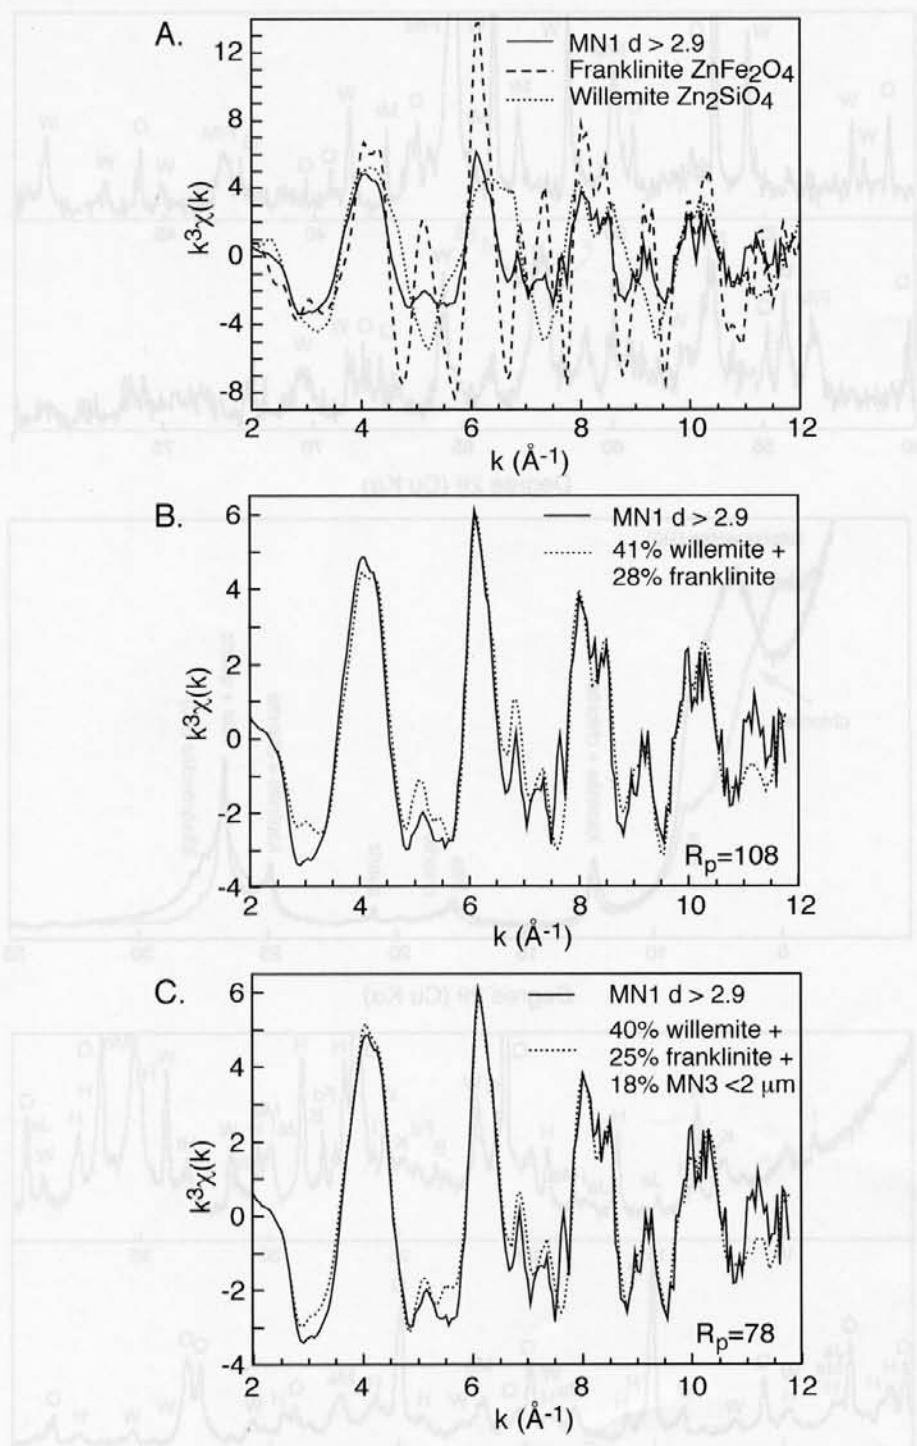 A.
MN1 d > 2.9
Franklinite ZnFe2O4
Willemite Zn2SiO4
12
8
4
0
-4
-8
k3χ(k)
2 4 6 8 10 12
k (Å-1)
B.
MN1 d > 2.9
41% willemite +
28% franklinite
6
4
2
0
-2
-4
k3χ(k)
Rp=108
2 4 6 8 10 12
k (Å-1)
C.
MN1 d > 2.9
40% willemite +
25% franklinite +
18% MN3 <2 µm
6
4
2
0
-2
-4
k3χ(k)
Rp=78
2 4 6 8 10 12
k (Å-1)